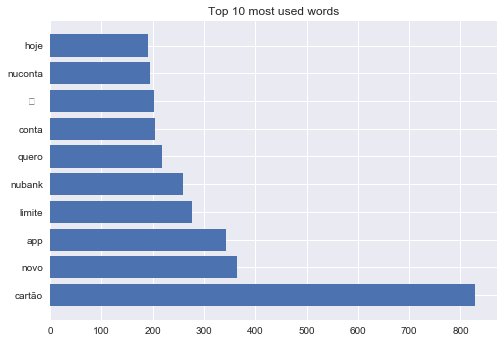 Top 10 most used words
hoje
nuconta
conta
quero
nubank
limite
app
novo
cartão
0 100 200 300 400 500 600 700 800